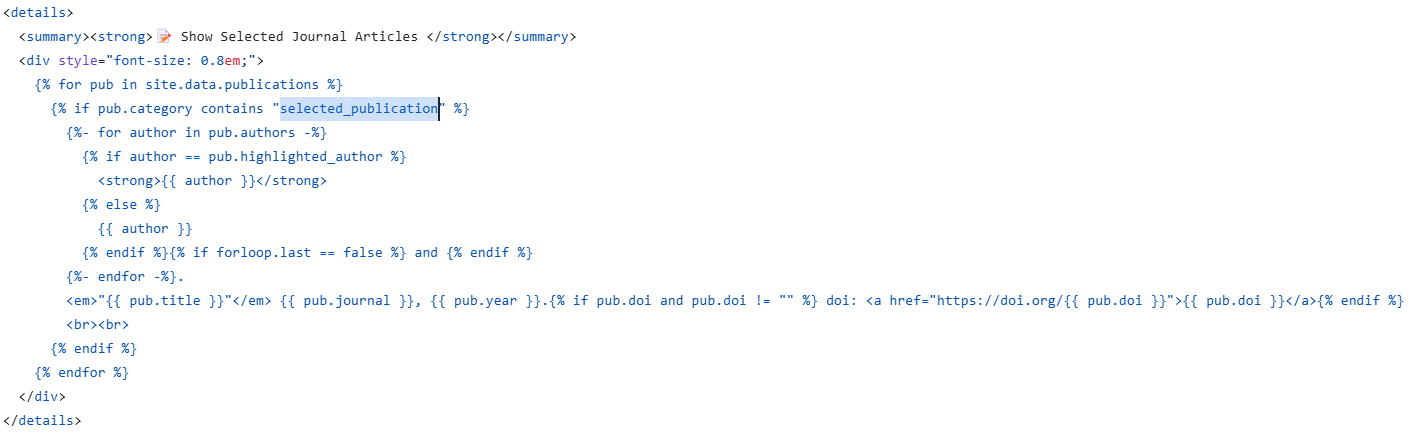 <details>
  <summary><strong>📝 Show Selected Journal Articles </strong></summary>
  <div style="font-size: 0.8em;">
    {% for pub in site.data.publications %}
      {% if pub.category contains "selected_publication" %}
        {%- for author in pub.authors -%}
          {% if author == pub.highlighted_author %}
            <strong>{{ author }}</strong>
          {% else %}
            {{ author }}
          {% endif %}{% if forloop.last == false %} and {% endif %}
        {%- endfor -%}.
        <em>"{{ pub.title }}"</em> {{ pub.journal }}, {{ pub.year }}.{% if pub.doi and pub.doi != "" %} doi: <a href="https://doi.org/{{ pub.doi }}">{{ pub.doi }}</a>{% endif %}
        <br><br>
      {% endif %}
    {% endfor %}
  </div>
</details>